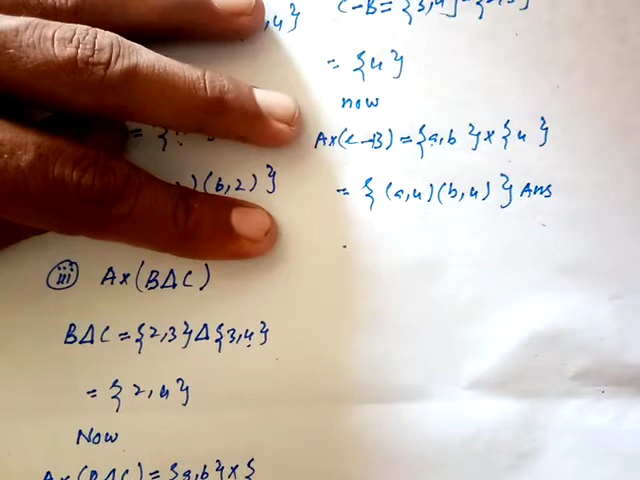 ,4}
= {
)(b,2)}
C-B = {3,4}-{2,3}
= {4}
now
A×(C-B) = {a,b}×{4}
= {(a,4)(b,4)} Ans
(iii) A×(BΔC)
BΔC = {2,3}Δ{3,4}
= {2,4}
Now
A×(BΔC) = {a,b}×{